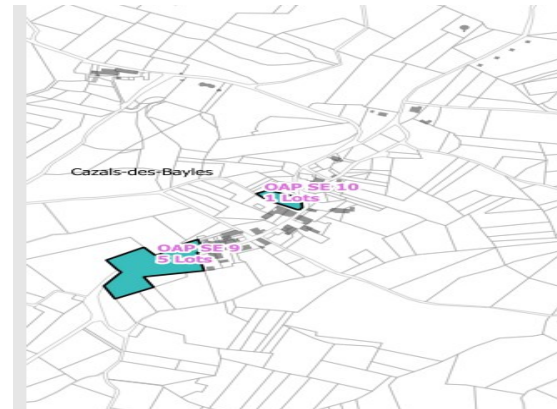 Cazals-des-Bayles
OAP SE 10
1 Lots
OAP SE 9
5 Lots